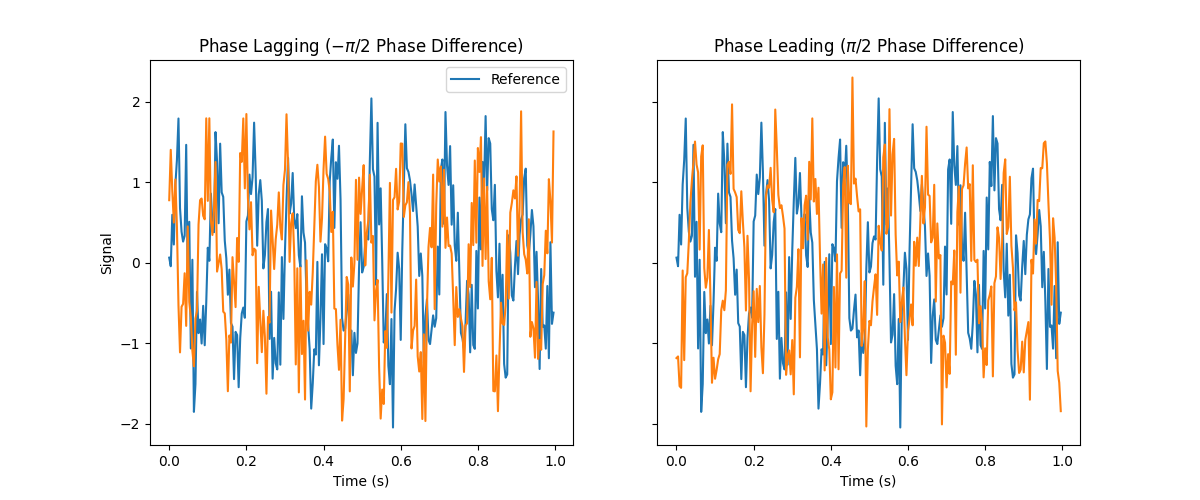 Phase Lagging (−π/2 Phase Difference)
Reference
Signal
2
1
0
−1
−2
0.0 0.2 0.4 0.6 0.8 1.0
Time (s)
Phase Leading (π/2 Phase Difference)
0.0 0.2 0.4 0.6 0.8 1.0
Time (s)